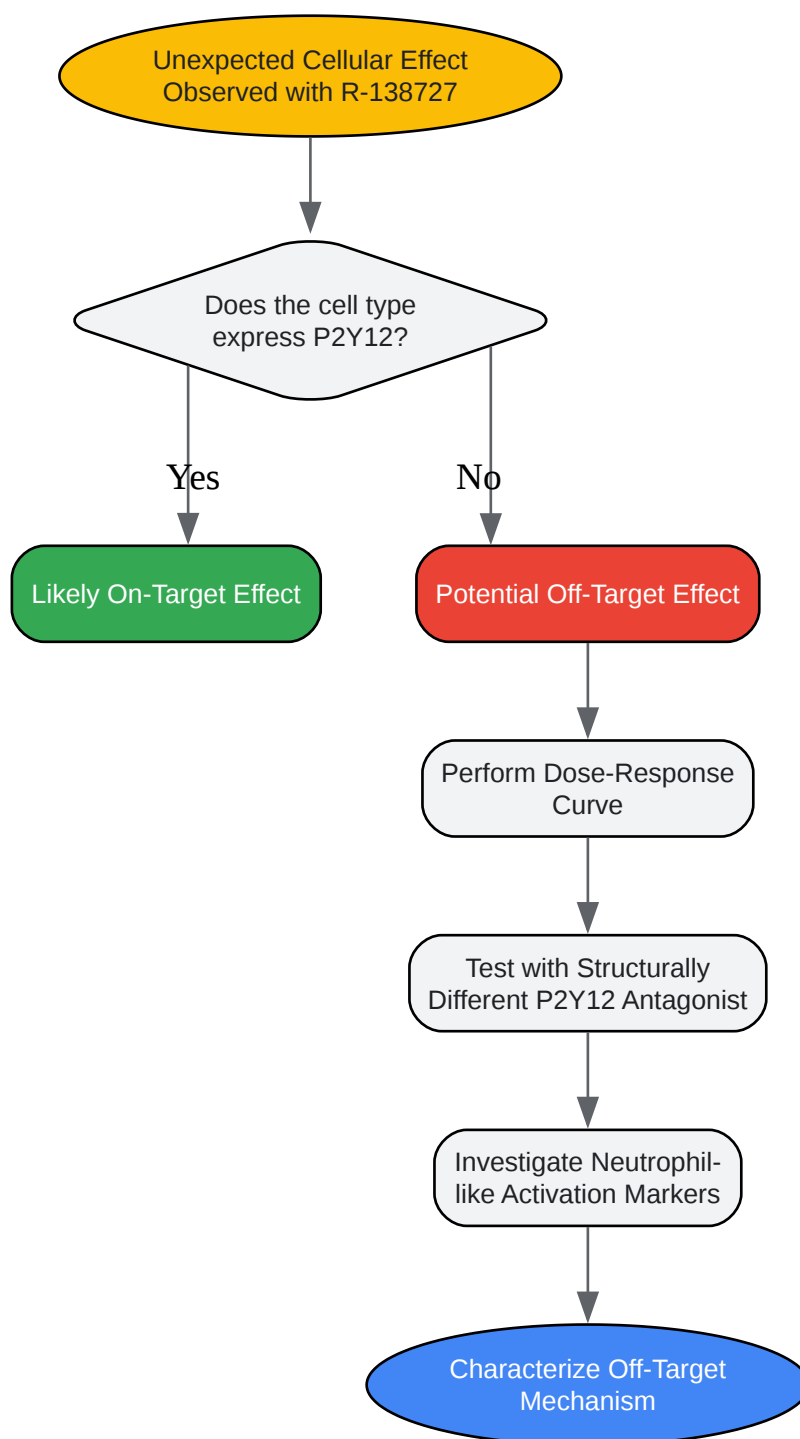 Unexpected Cellular Effect
Observed with R-138727
Does the cell type
express P2Y12?
Yes
No
Likely On-Target Effect
Potential Off-Target Effect
Perform Dose-Response
Curve
Test with Structurally
Different P2Y12 Antagonist
Investigate Neutrophil-
like Activation Markers
Characterize Off-Target
Mechanism